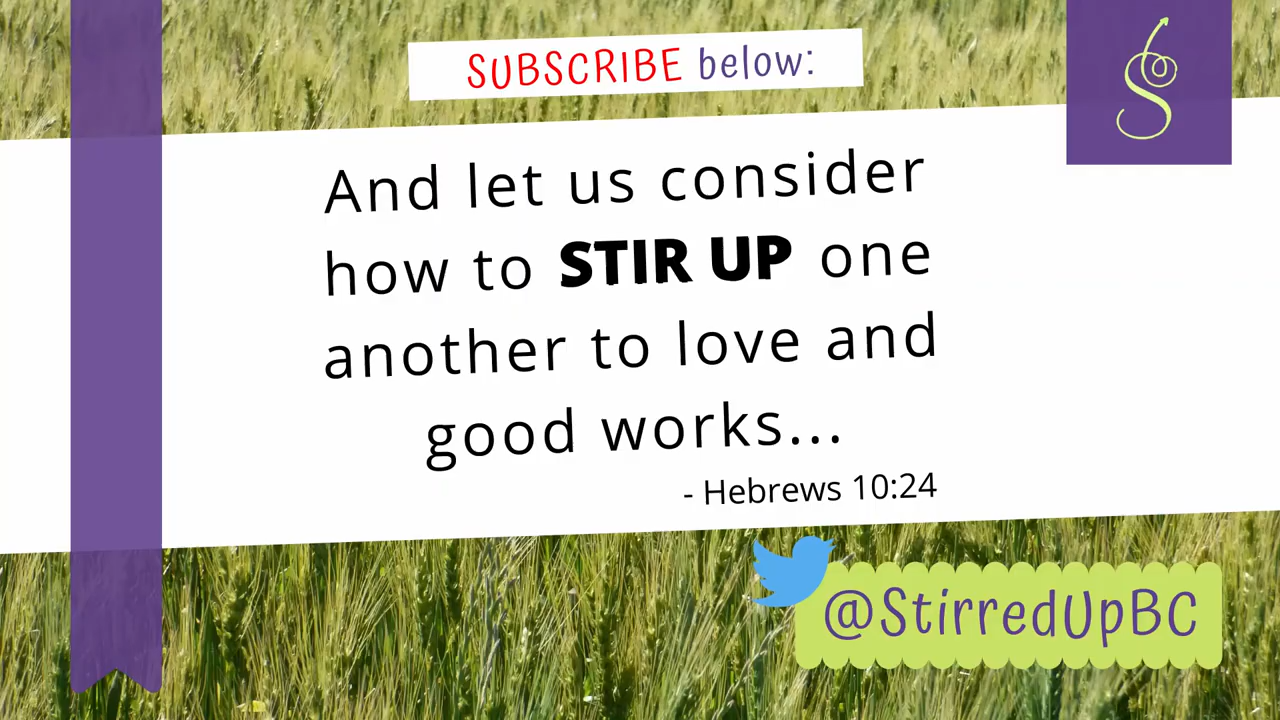 SUBSCRIBE below:
And let us consider
how to STIR UP one
another to love and
good works...
- Hebrews 10:24
@StirredUpBC